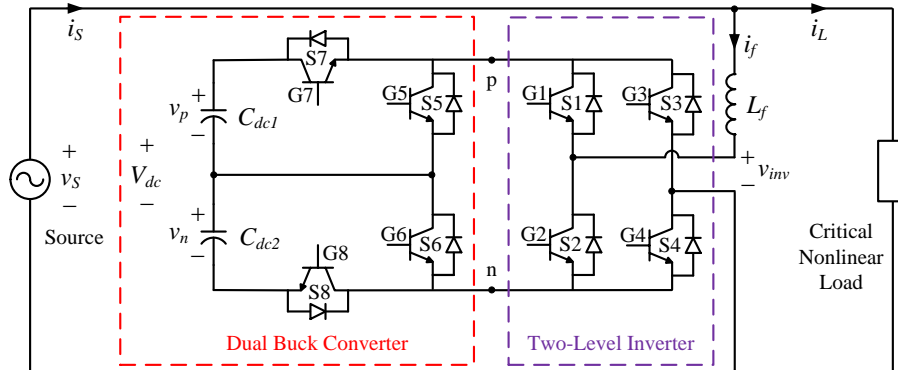 i_S
i_L
i_f
S7
G7
G5
S5
p
G1
S1
G3
S3
L_f
+
v_p
−
C_dc1
+
V_dc
−
+
v_S
−
Source
+
v_inv
−
+
v_n
−
C_dc2
G6
S6
G2
S2
G4
S4
G8
S8
n
Critical
Nonlinear
Load
Dual Buck Converter
Two-Level Inverter